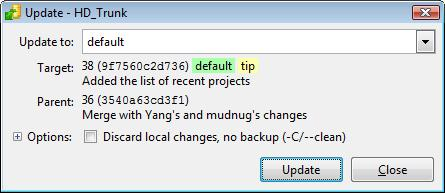 Update - HD_Trunk
Update to: default
Target: 38 (9f7560c2d736) default tip
Added the list of recent projects
Parent: 36 (3540a63cd3f1)
Merge with Yang's and mudnug's changes
Options: Discard local changes, no backup (-C/--clean)
Update Close